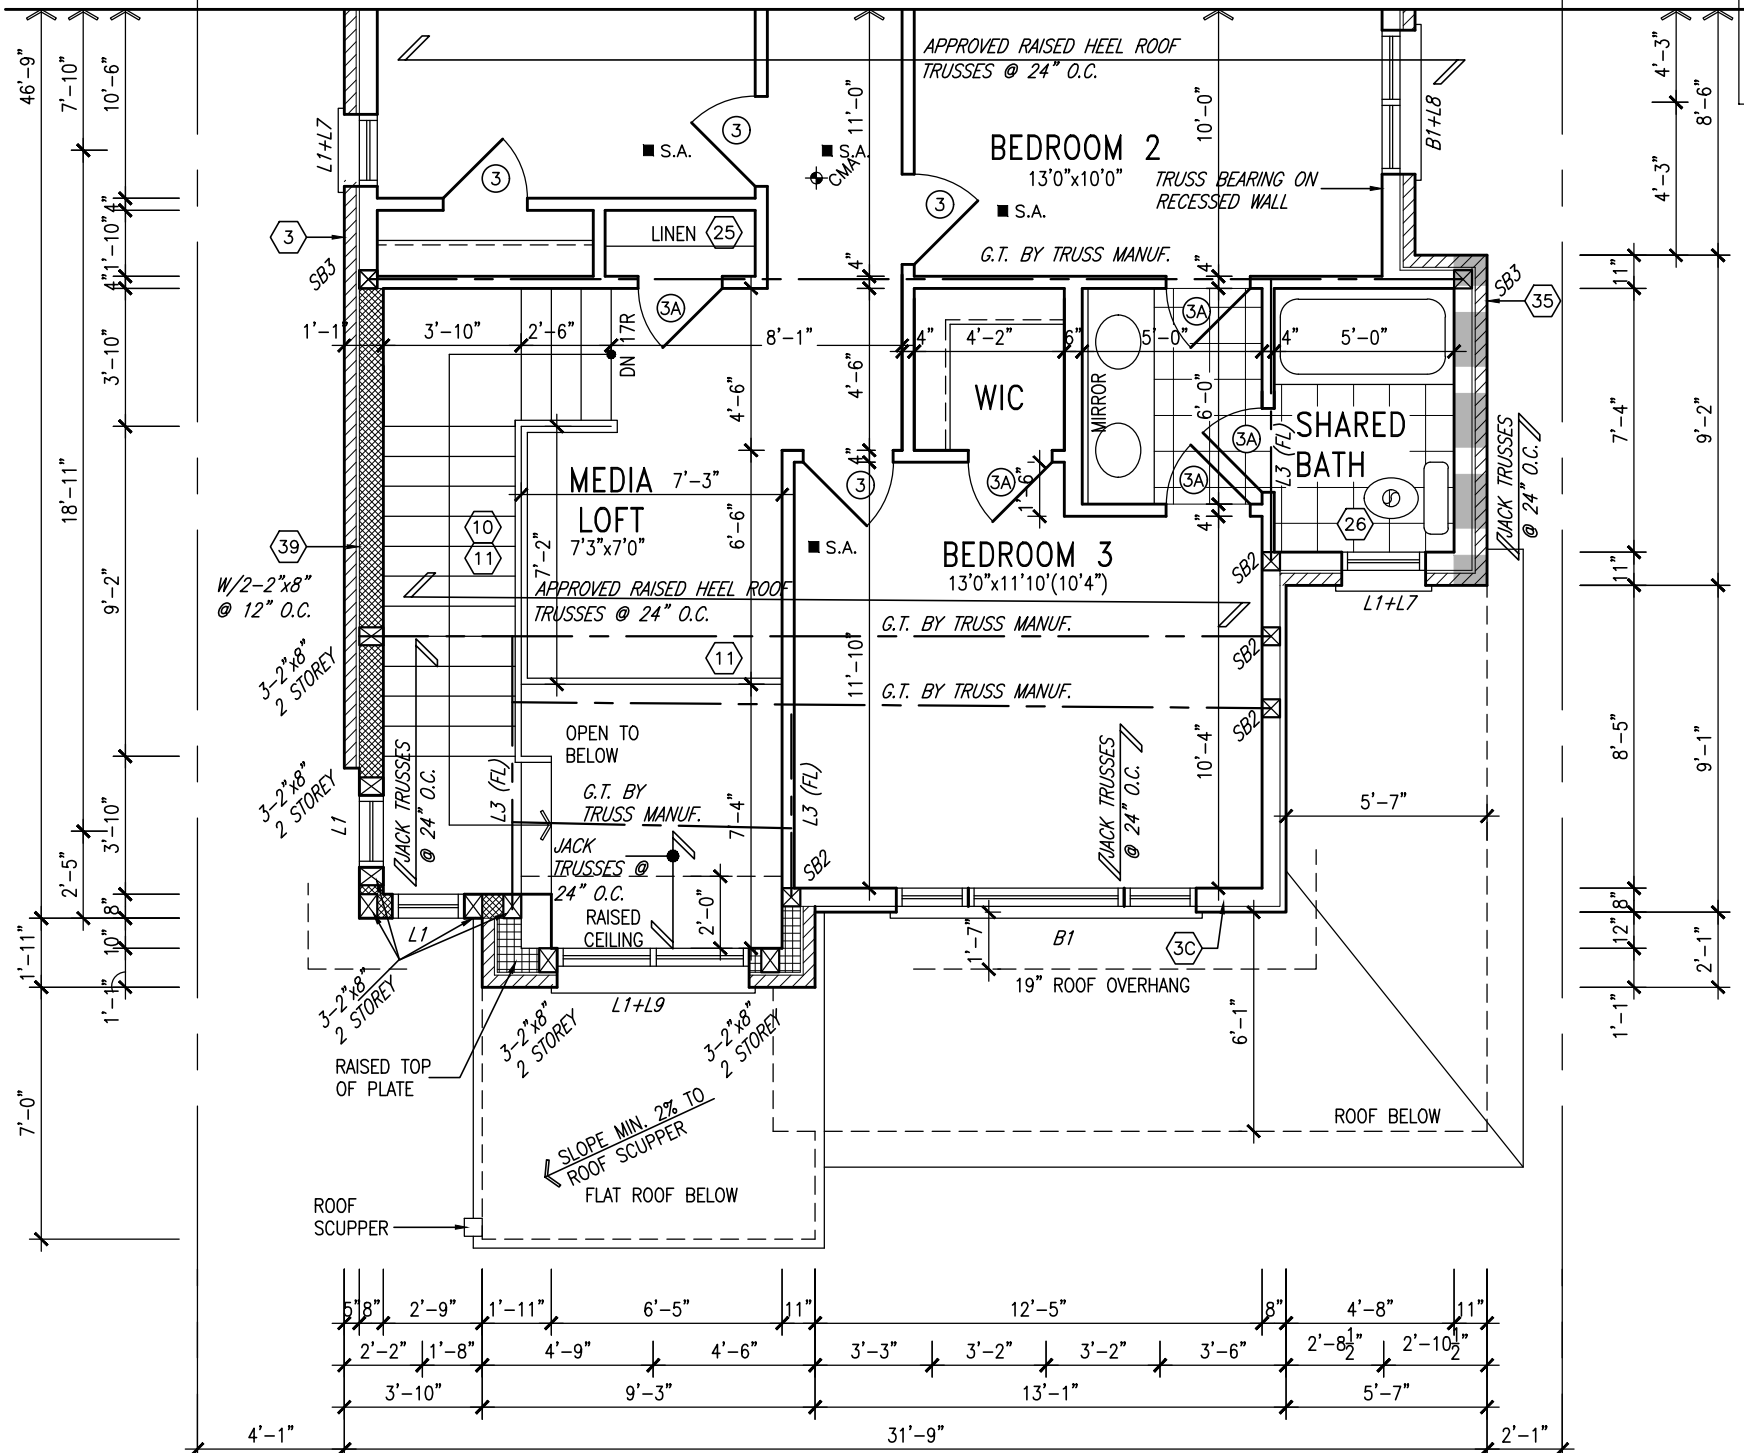 46'-9"
7'-10"
10'-6"
4"
1'-10"
4"
3'-10"
18'-11"
9'-2"
3'-10"
2'-5"
8"
10"
1'-11"
1'-1"
7'-0"
L1+L7
3
SB3
39
W/2-2"x8"
@ 12" O.C.
3-2"x8"
2 STOREY
3-2"x8"
2 STOREY
L1
APPROVED RAISED HEEL ROOF
TRUSSES @ 24" O.C.
3
S.A.
S.A.
CMA
11'-0"
3
LINEN 25
3
BEDROOM 2
13'0"x10'0"
S.A.
10'-0"
TRUSS BEARING ON
RECESSED WALL
G.T. BY TRUSS MANUF.
4"
4"
B1+L8
4'-3"
4'-3"
8'-6"
SB3
35
3A
3A
1'-1"
3'-10"
2'-6"
DN 17R
8'-1"
4"
4'-2"
6"
5'-0"
4"
5'-0"
4'-6"
4'-6"
WIC
MIRROR
6'-0"
3A
L3 (FL)
SHARED
BATH
26
3A
3A
3
4"
1'-6"
4"
MEDIA
LOFT
7'3"x7'0"
7'-3"
7'-2"
6'-6"
10
11
S.A.
BEDROOM 3
13'0"x11'10'(10'4")
APPROVED RAISED HEEL ROOF
TRUSSES @ 24" O.C.
G.T. BY TRUSS MANUF.
11
11'-10"
G.T. BY TRUSS MANUF.
SB2
SB2
SB2
L1+L7
JACK TRUSSES
@ 24" O.C.
11"
7'-4"
11"
8'-5"
8"
12"
1'-1"
9'-2"
9'-1"
2'-1"
OPEN TO
BELOW
JACK TRUSSES
@ 24" O.C.
L3 (FL)
G.T. BY
TRUSS MANUF.
7'-4"
L3 (FL)
JACK TRUSSES
@ 24" O.C.
10'-4"
5'-7"
JACK
TRUSSES @
24" O.C.
RAISED
CEILING
2'-0"
SB2
L1
B1
1'-7"
3C
19" ROOF OVERHANG
6'-1"
L1+L9
3-2"x8"
2 STOREY
3-2"x8"
2 STOREY
3-2"x8"
2 STOREY
RAISED TOP
OF PLATE
SLOPE MIN. 2% TO
ROOF SCUPPER
FLAT ROOF BELOW
ROOF BELOW
ROOF
SCUPPER
5" 8" 2'-9" 1'-11" 6'-5" 11" 12'-5" 8" 4'-8" 11"
2'-2" 1'-8" 4'-9" 4'-6" 3'-3" 3'-2" 3'-2" 3'-6" 2'-8½" 2'-10½"
3'-10" 9'-3" 13'-1" 5'-7"
4'-1" 31'-9" 2'-1"